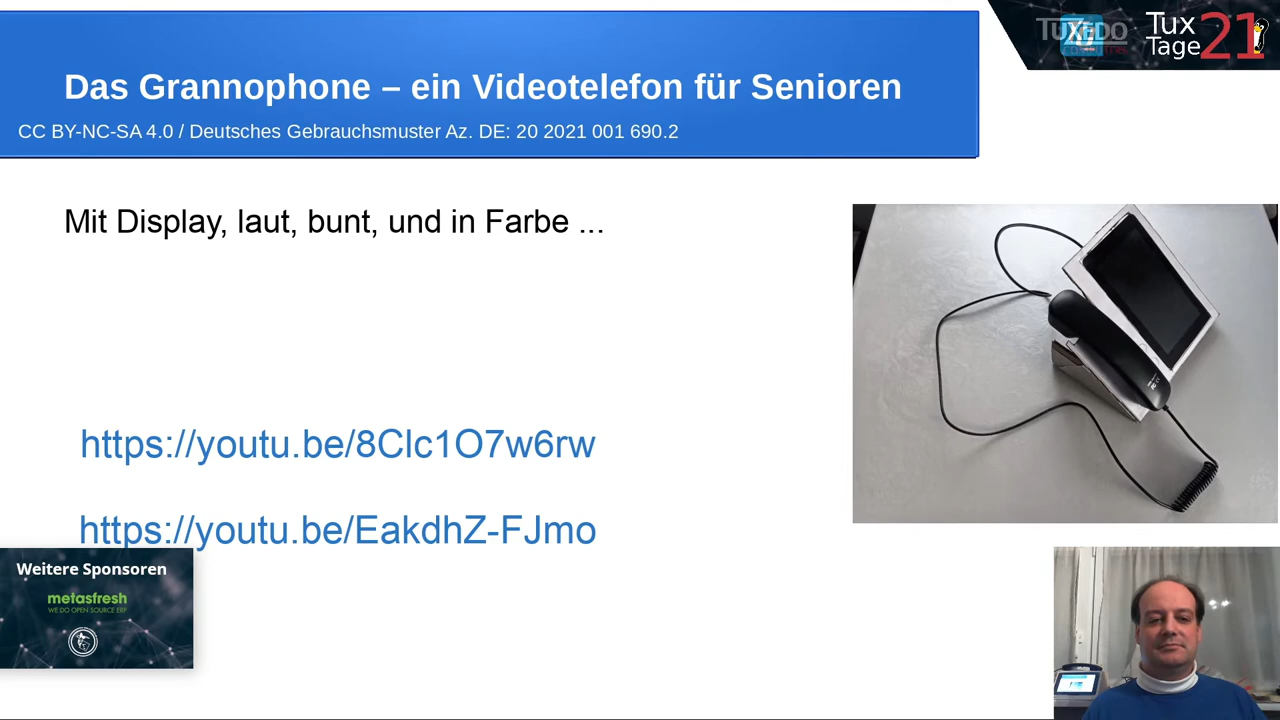 Das Grannophone – ein Videotelefon für Senioren
CC BY-NC-SA 4.0 / Deutsches Gebrauchsmuster Az. DE: 20 2021 001 690.2
TUXEDO
Tux
Tage 21
Mit Display, laut, bunt, und in Farbe ...
https://youtu.be/8Clc1O7w6rw
https://youtu.be/EakdhZ-FJmo
Weitere Sponsoren
metasfresh
WE DO OPEN SOURCE ERP